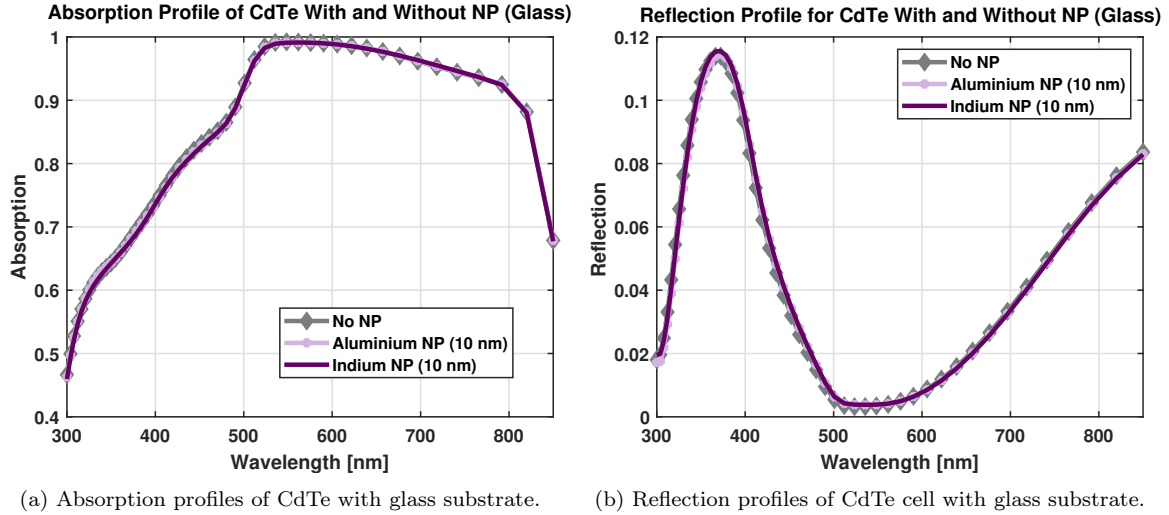 Absorption Profile of CdTe With and Without NP (Glass)
1
0.9
0.8
0.7
0.6
0.5
0.4
Absorption
No NP
Aluminium NP (10 nm)
Indium NP (10 nm)
300
400
500
600
700
800
Wavelength [nm]
(a) Absorption profiles of CdTe with glass substrate.
Reflection Profile for CdTe With and Without NP (Glass)
0.12
0.1
0.08
0.06
0.04
0.02
0
Reflection
No NP
Aluminium NP (10 nm)
Indium NP (10 nm)
300
400
500
600
700
800
Wavelength [nm]
(b) Reflection profiles of CdTe cell with glass substrate.